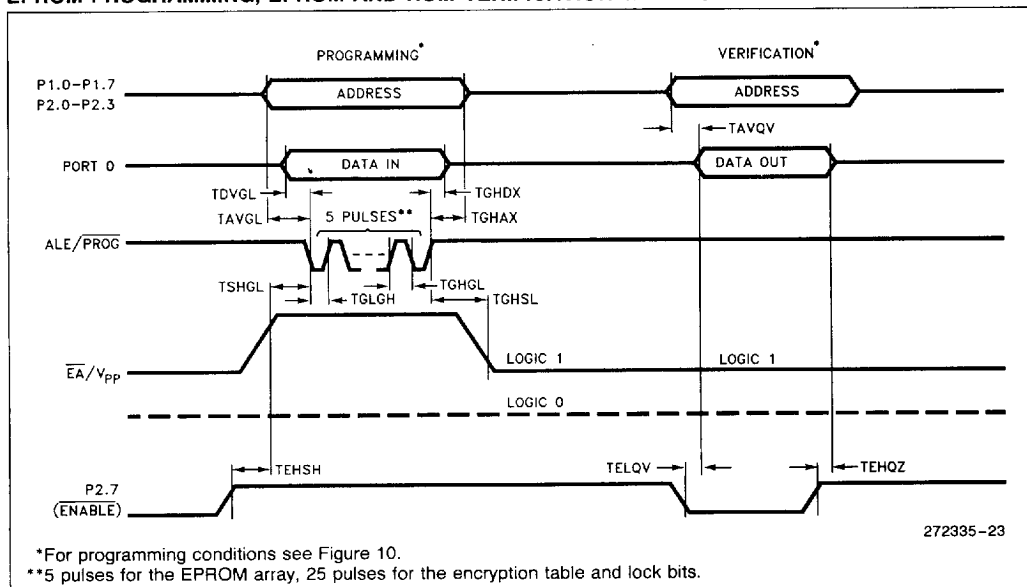 PROGRAMMING*
VERIFICATION*
P1.0–P1.7
P2.0–P2.3
ADDRESS
ADDRESS
TAVQV
PORT 0
DATA IN
DATA OUT
TDVGL
TGHDX
TAVGL
5 PULSES**
TGHAX
ALE/PROG
TSHGL
TGLGH
TGHGL
TGHSL
EA/VPP
LOGIC 1
LOGIC 1
LOGIC 0
TEHSH
TELQV
TEHQZ
P2.7
(ENABLE)
272335–23
*For programming conditions see Figure 10.
**5 pulses for the EPROM array, 25 pulses for the encryption table and lock bits.